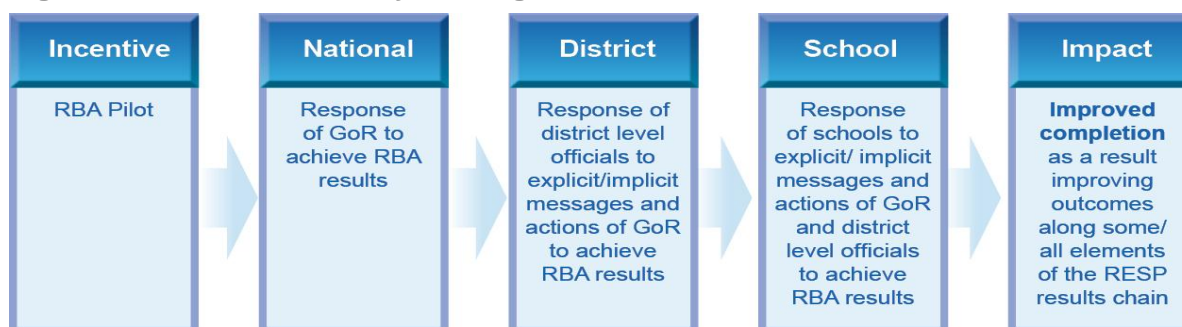 Incentive
RBA Pilot
National
Response
of GoR to
achieve RBA
results
District
Response of
district level
officials to
explicit/implicit
messages and
actions of GoR
to achieve
RBA results
School
Response
of schools to
explicit/ implicit
messages and
actions of GoR
and district
level officials
to achieve
RBA results
Impact
Improved
completion
as a result
improving
outcomes
along some/
all elements
of the RESP
results chain